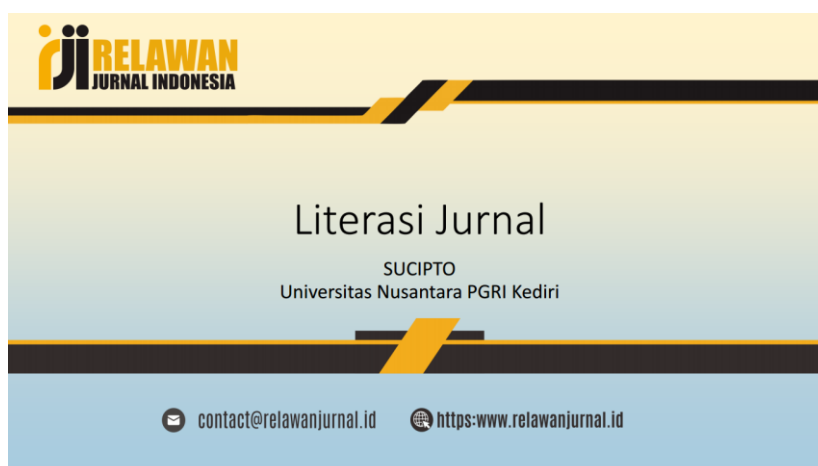 RELAWAN
JURNAL INDONESIA
Literasi Jurnal
SUCIPTO
Universitas Nusantara PGRI Kediri
contact@relawanjurnal.id
https:www.relawanjurnal.id